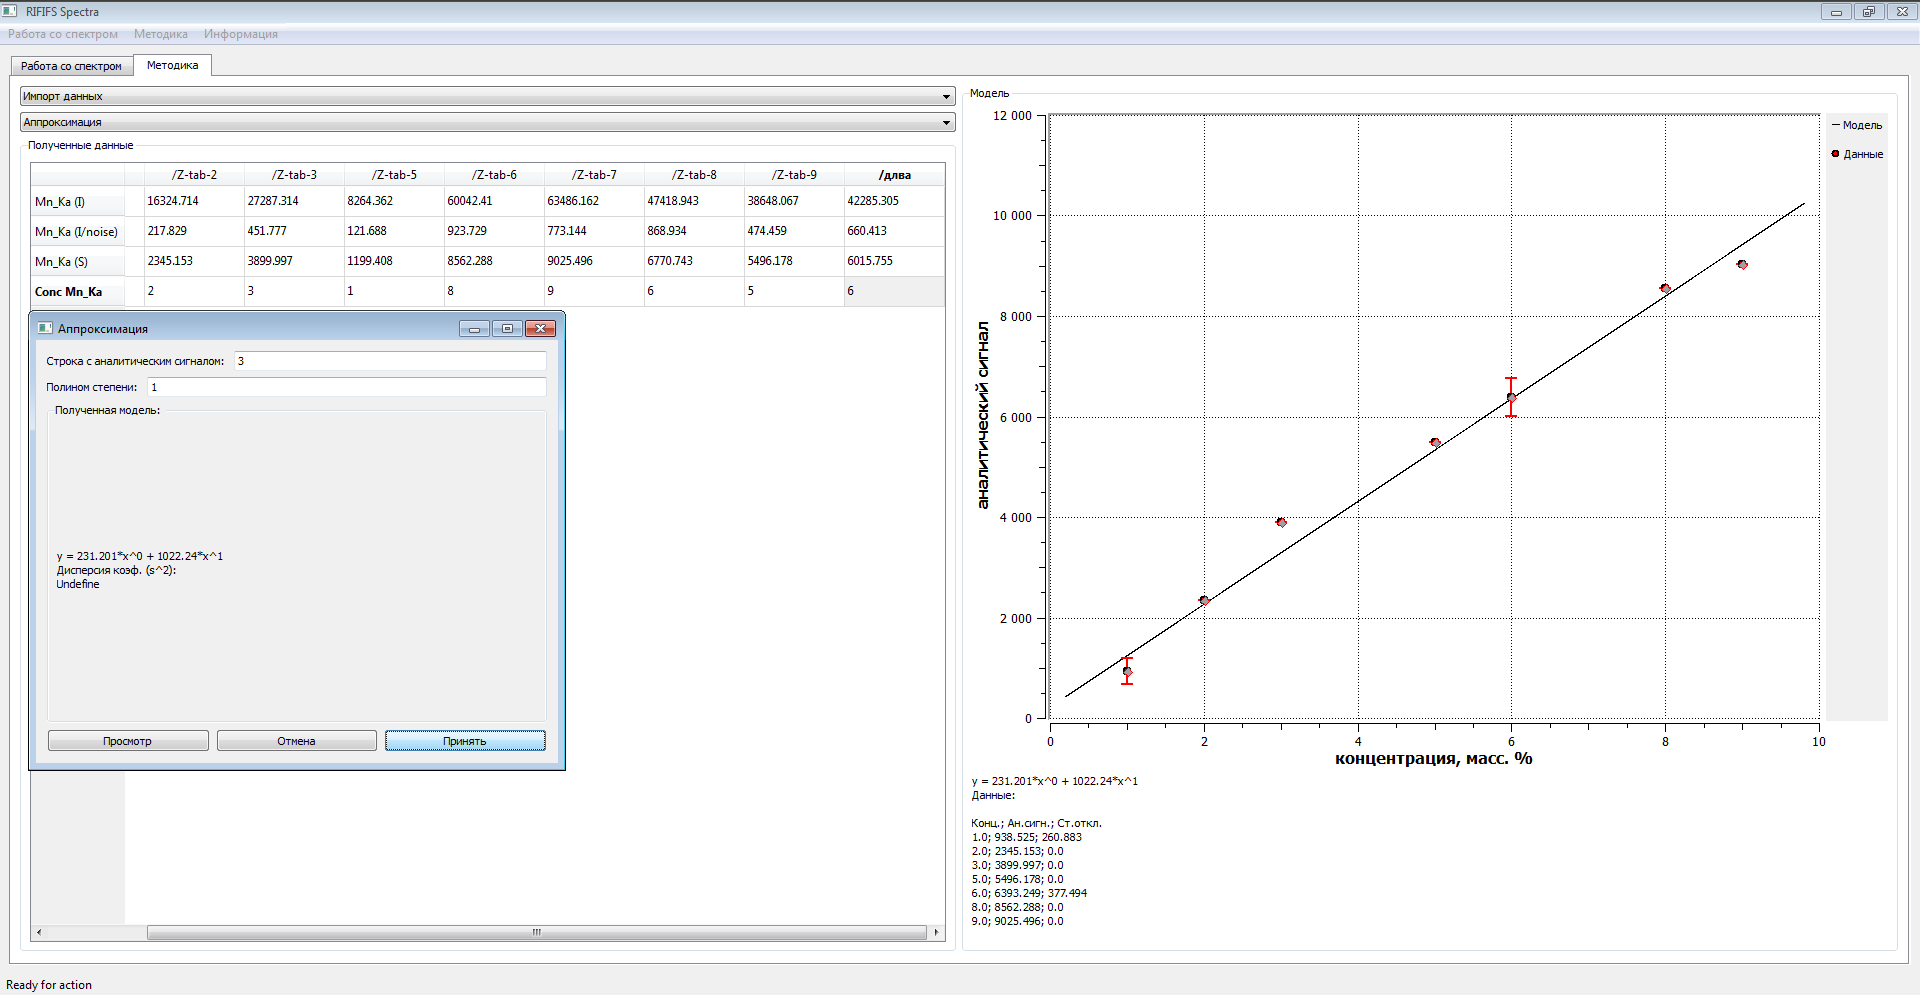 RIFIFS Spectra
Работа со спектром Методика Информация
Работа со спектром Методика
Импорт данных
Аппроксимация
Полученные данные
/Z-tab-2 /Z-tab-3 /Z-tab-5 /Z-tab-6 /Z-tab-7 /Z-tab-8 /Z-tab-9 /длва
Mn_Ka (I) 16324.714 27287.314 8264.362 60042.41 63486.162 47418.943 38648.067 42285.305
Mn_Ka (I/noise) 217.829 451.777 121.688 923.729 773.144 868.934 474.459 660.413
Mn_Ka (S) 2345.153 3899.997 1199.408 8562.288 9025.496 6770.743 5496.178 6015.755
Conc Mn_Ka 2 3 1 8 9 6 5 6
Аппроксимация
Строка с аналитическим сигналом: 3
Полином степени: 1
Полученная модель:
y = 231.201*x^0 + 1022.24*x^1
Дисперсия коэф. (s^2):
Undefine
Просмотр Отмена Принять
Модель
12 000
10 000
8 000
6 000
4 000
2 000
0
аналитический сигнал
0 2 4 6 8 10
концентрация, масс. %
Модель
Данные
y = 231.201*x^0 + 1022.24*x^1
Данные:
Конц.; Ан.сигн.; Ст.откл.
1.0; 938.525; 260.883
2.0; 2345.153; 0.0
3.0; 3899.997; 0.0
5.0; 5496.178; 0.0
6.0; 6393.249; 377.494
8.0; 8562.288; 0.0
9.0; 9025.496; 0.0
Ready for action